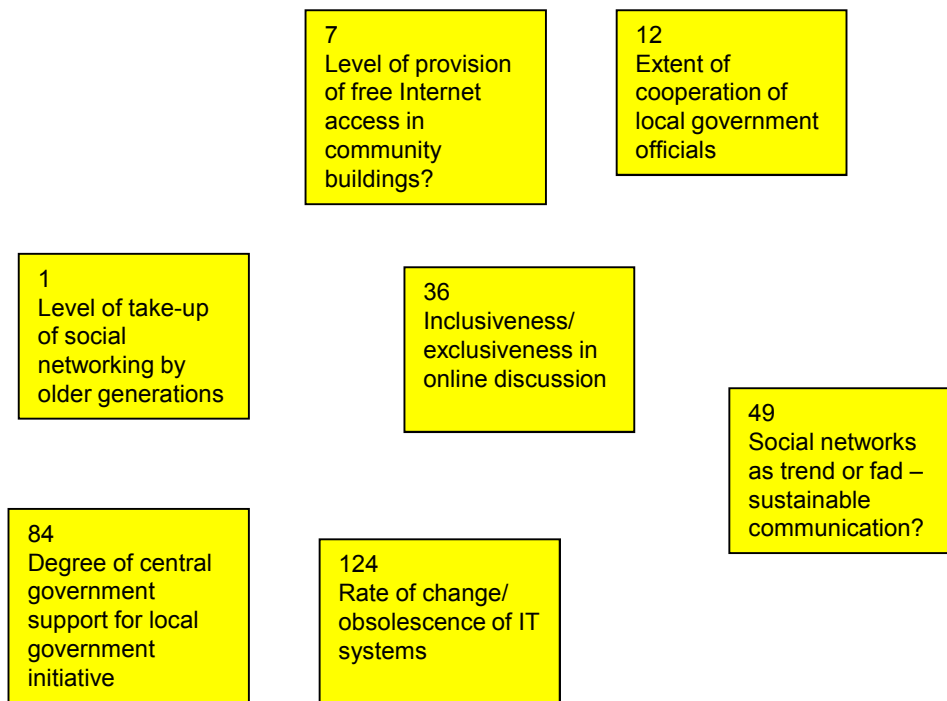 7
Level of provision
of free Internet
access in
community
buildings?
12
Extent of
cooperation of
local government
officials
1
Level of take-up
of social
networking by
older generations
36
Inclusiveness/
exclusiveness in
online discussion
49
Social networks
as trend or fad –
sustainable
communication?
84
Degree of central
government
support for local
government
initiative
124
Rate of change/
obsolescence of IT
systems